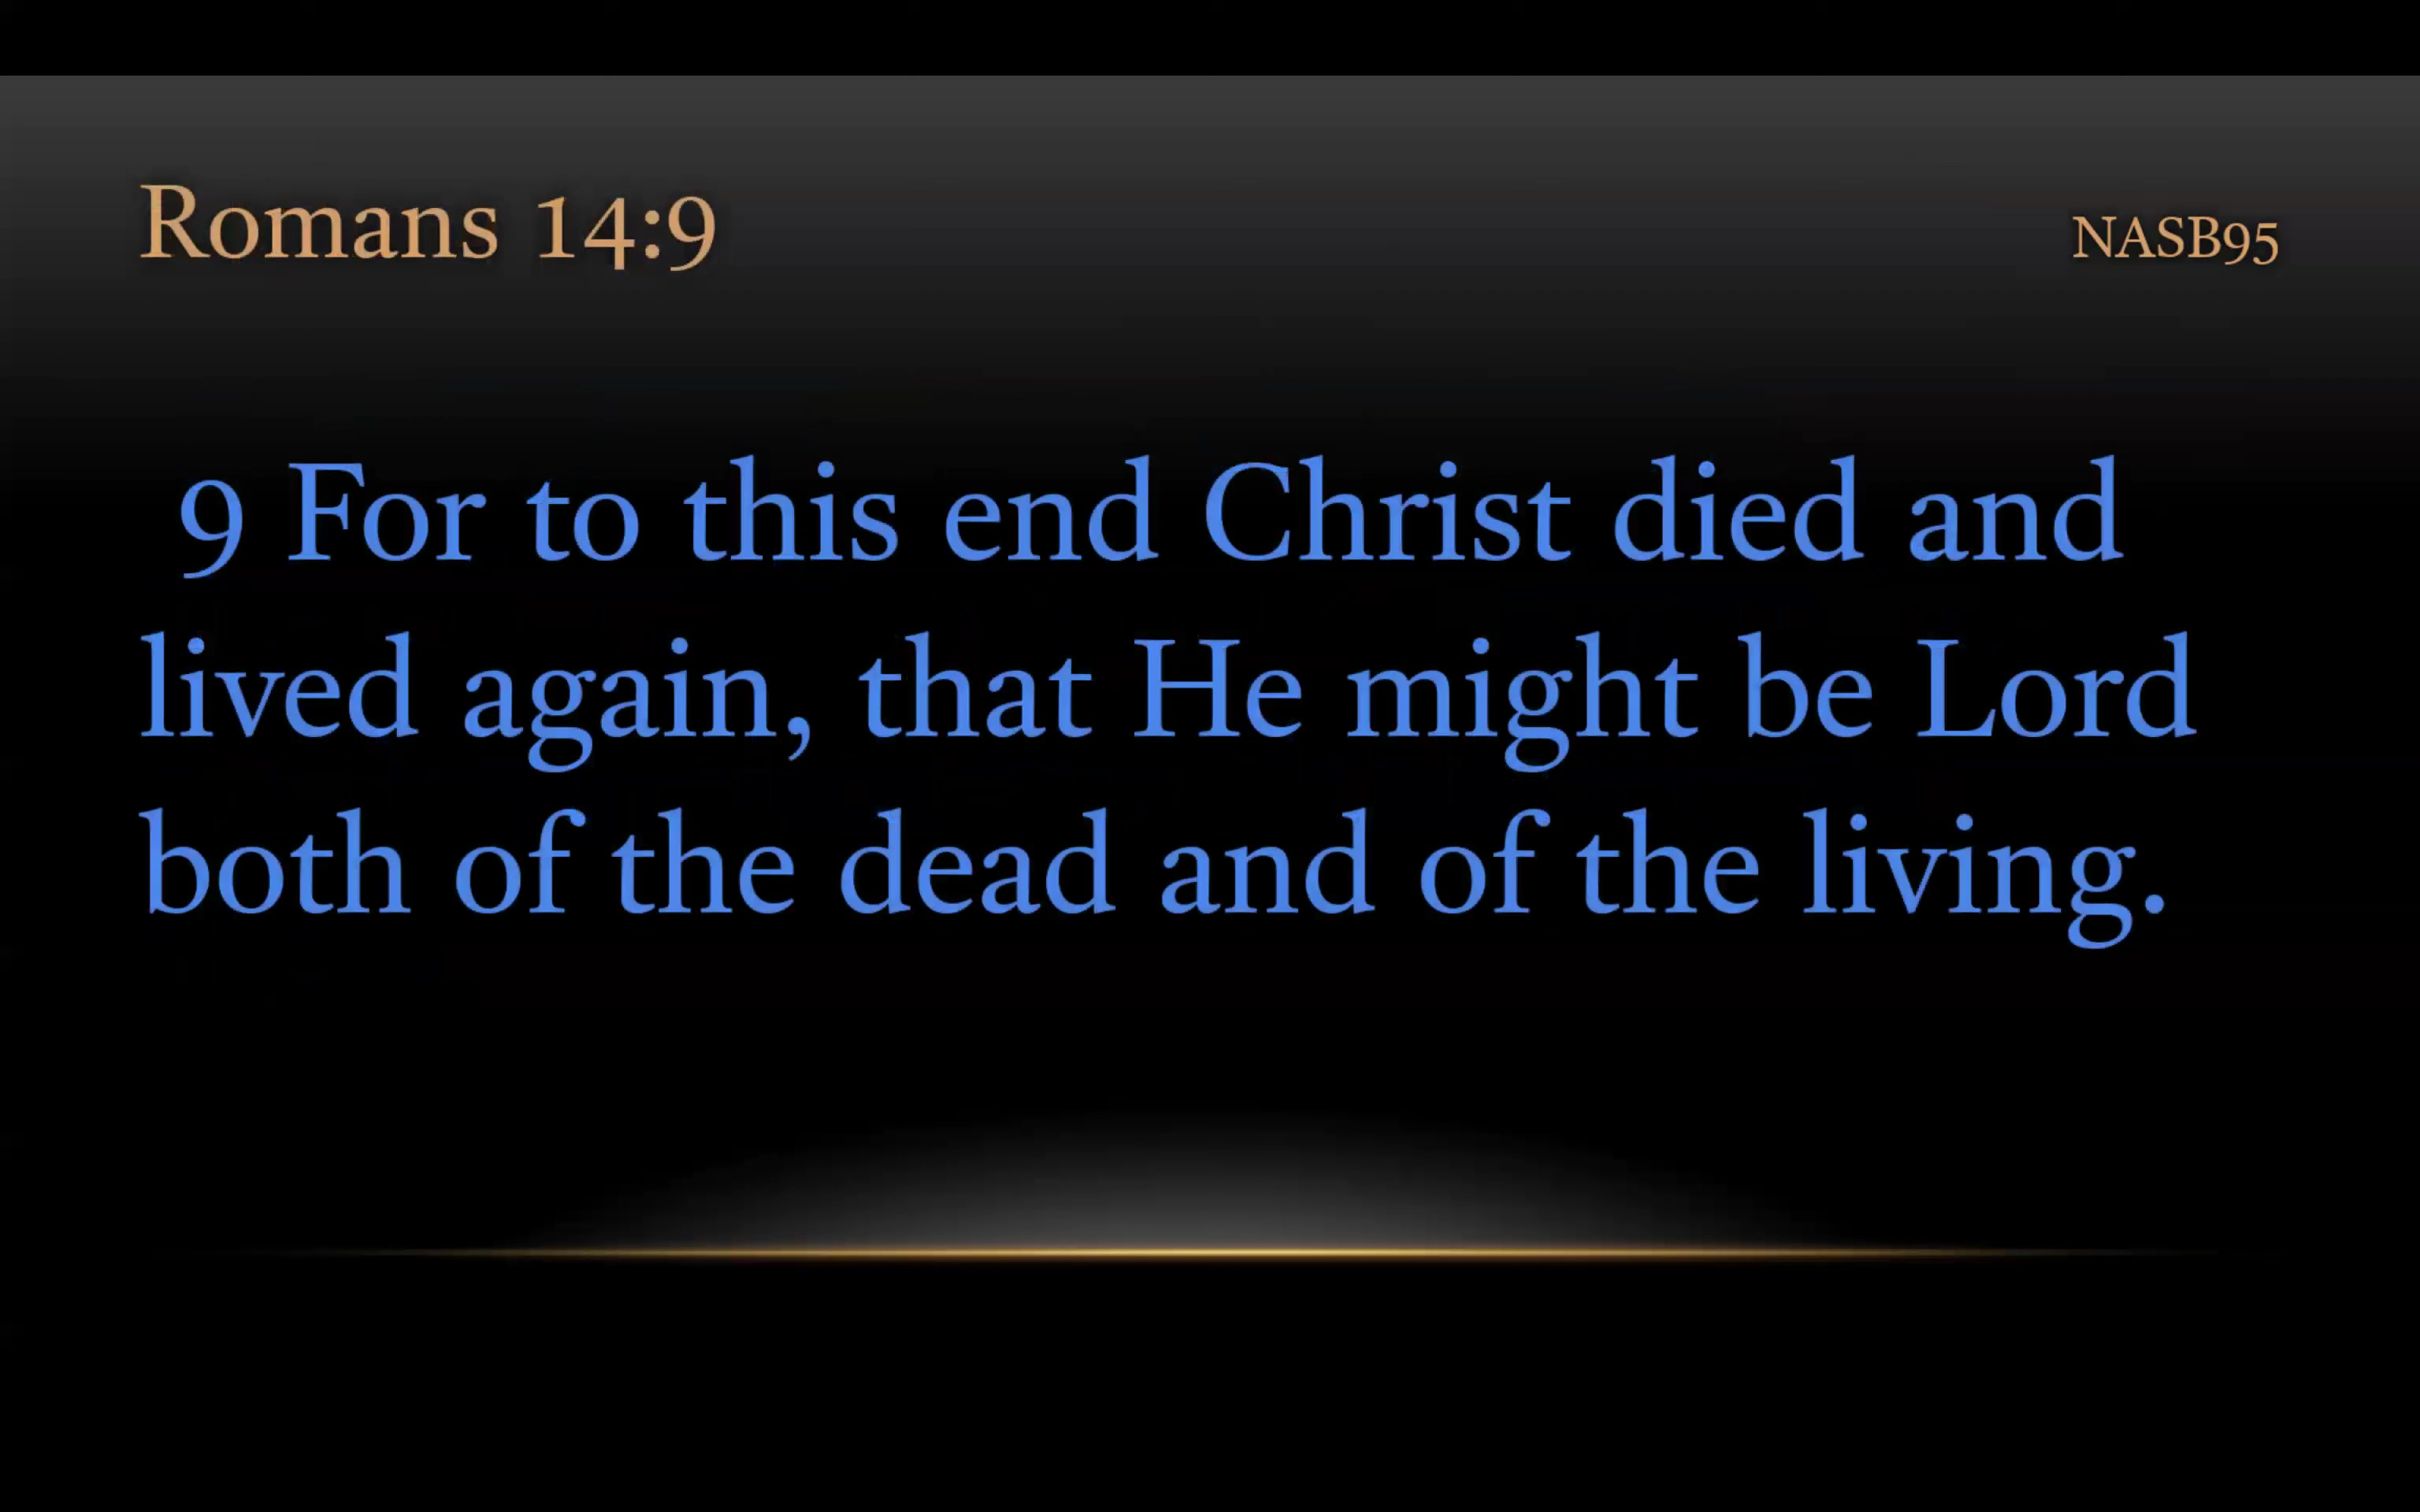 Romans 14:9
NASB95
9 For to this end Christ died and
lived again, that He might be Lord
both of the dead and of the living.